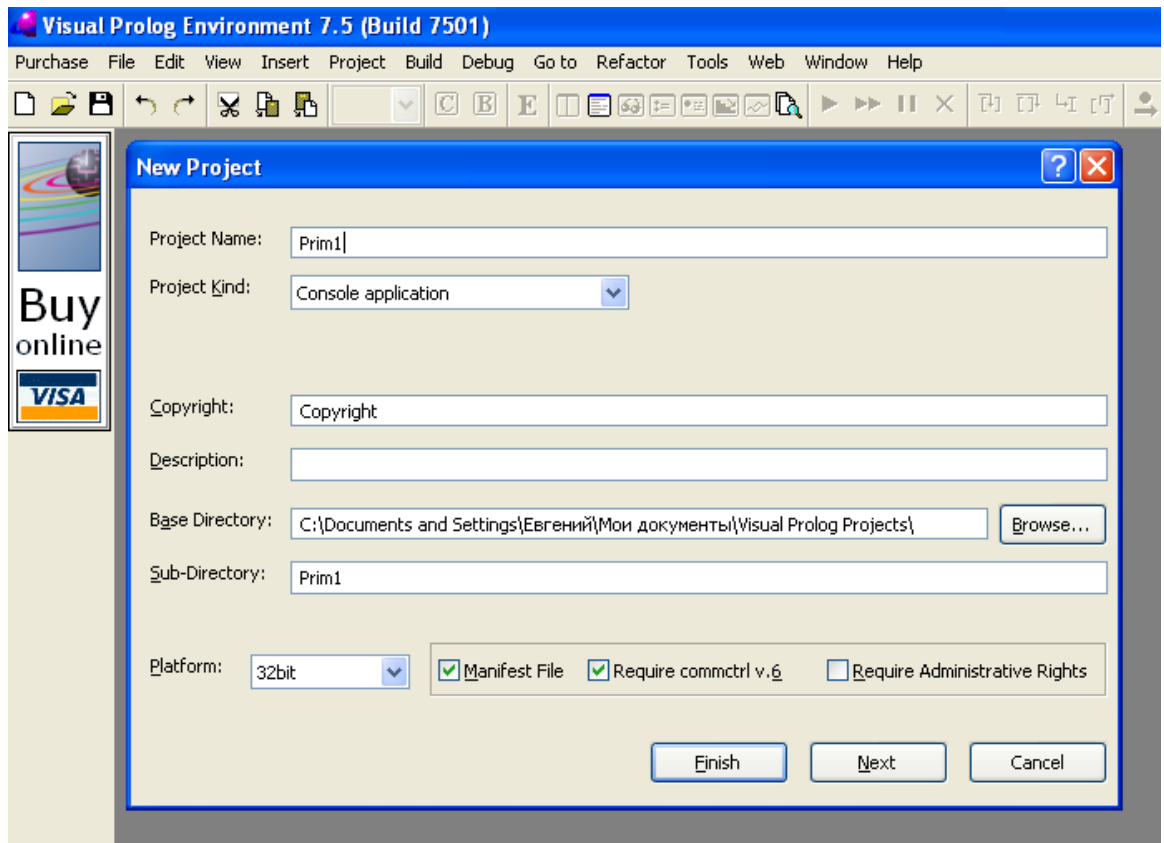 Visual Prolog Environment 7.5 (Build 7501)
Purchase File Edit View Insert Project Build Debug Go to Refactor Tools Web Window Help
C B E
New Project
Buy
online
VISA
Project Name: Prim1
Project Kind: Console application
Copyright: Copyright
Description:
Base Directory: C:\Documents and Settings\Евгений\Мои документы\Visual Prolog Projects\ Browse...
Sub-Directory: Prim1
Platform: 32bit Manifest File Require commctrl v.6 Require Administrative Rights
Finish Next Cancel